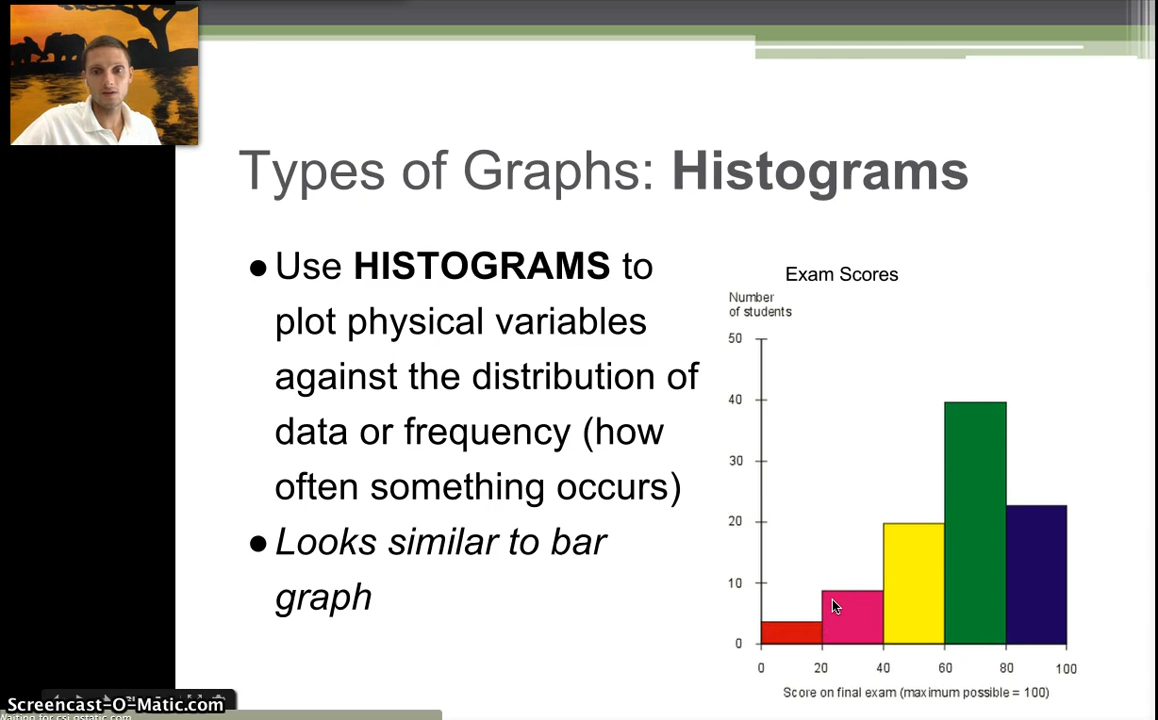 Types of Graphs: Histograms
●Use HISTOGRAMS to
plot physical variables
against the distribution of
data or frequency (how
often something occurs)
●Looks similar to bar
graph
Exam Scores
Number
of students
50
40
30
20
10
0
0 20 40 60 80 100
Score on final exam (maximum possible = 100)
Screencast-O-Matic.com